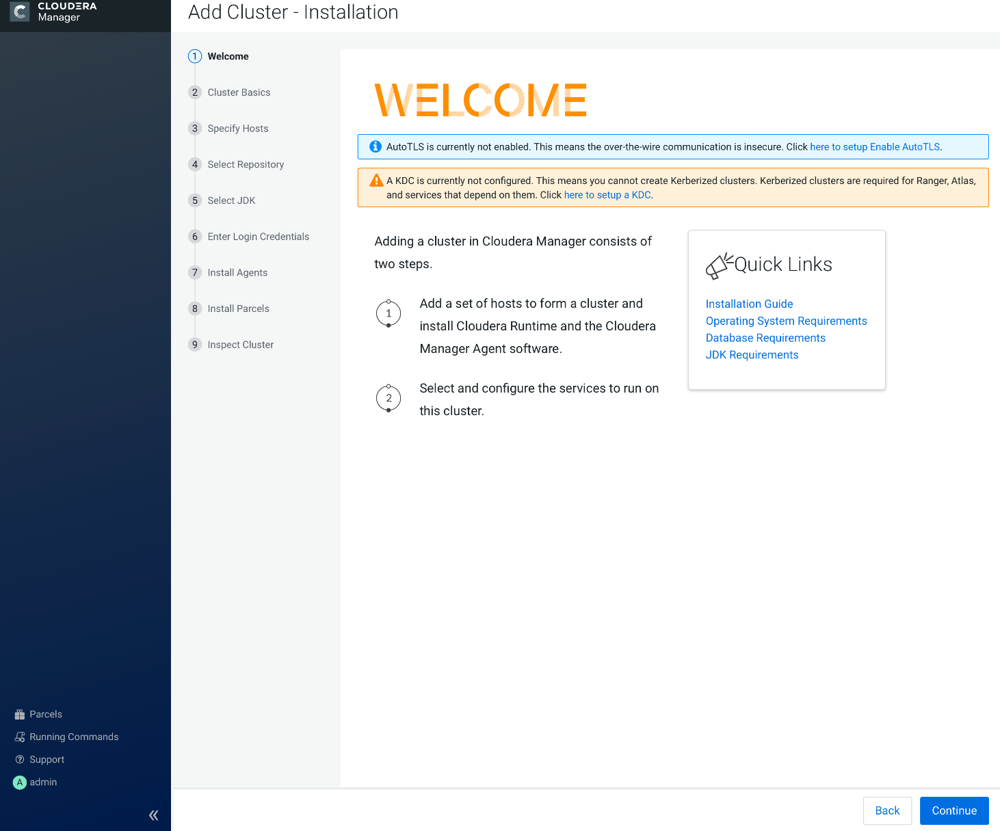 CLOUDERA
Manager
Add Cluster - Installation
1 Welcome
2 Cluster Basics
3 Specify Hosts
4 Select Repository
5 Select JDK
6 Enter Login Credentials
7 Install Agents
8 Install Parcels
9 Inspect Cluster
WELCOME
AutoTLS is currently not enabled. This means the over-the-wire communication is insecure. Click here to setup Enable AutoTLS.
A KDC is currently not configured. This means you cannot create Kerberized clusters. Kerberized clusters are required for Ranger, Atlas,
and services that depend on them. Click here to setup a KDC.
Adding a cluster in Cloudera Manager consists of
two steps.
1 Add a set of hosts to form a cluster and
install Cloudera Runtime and the Cloudera
Manager Agent software.
2 Select and configure the services to run on
this cluster.
Quick Links
Installation Guide
Operating System Requirements
Database Requirements
JDK Requirements
Parcels
Running Commands
Support
A admin
Back
Continue